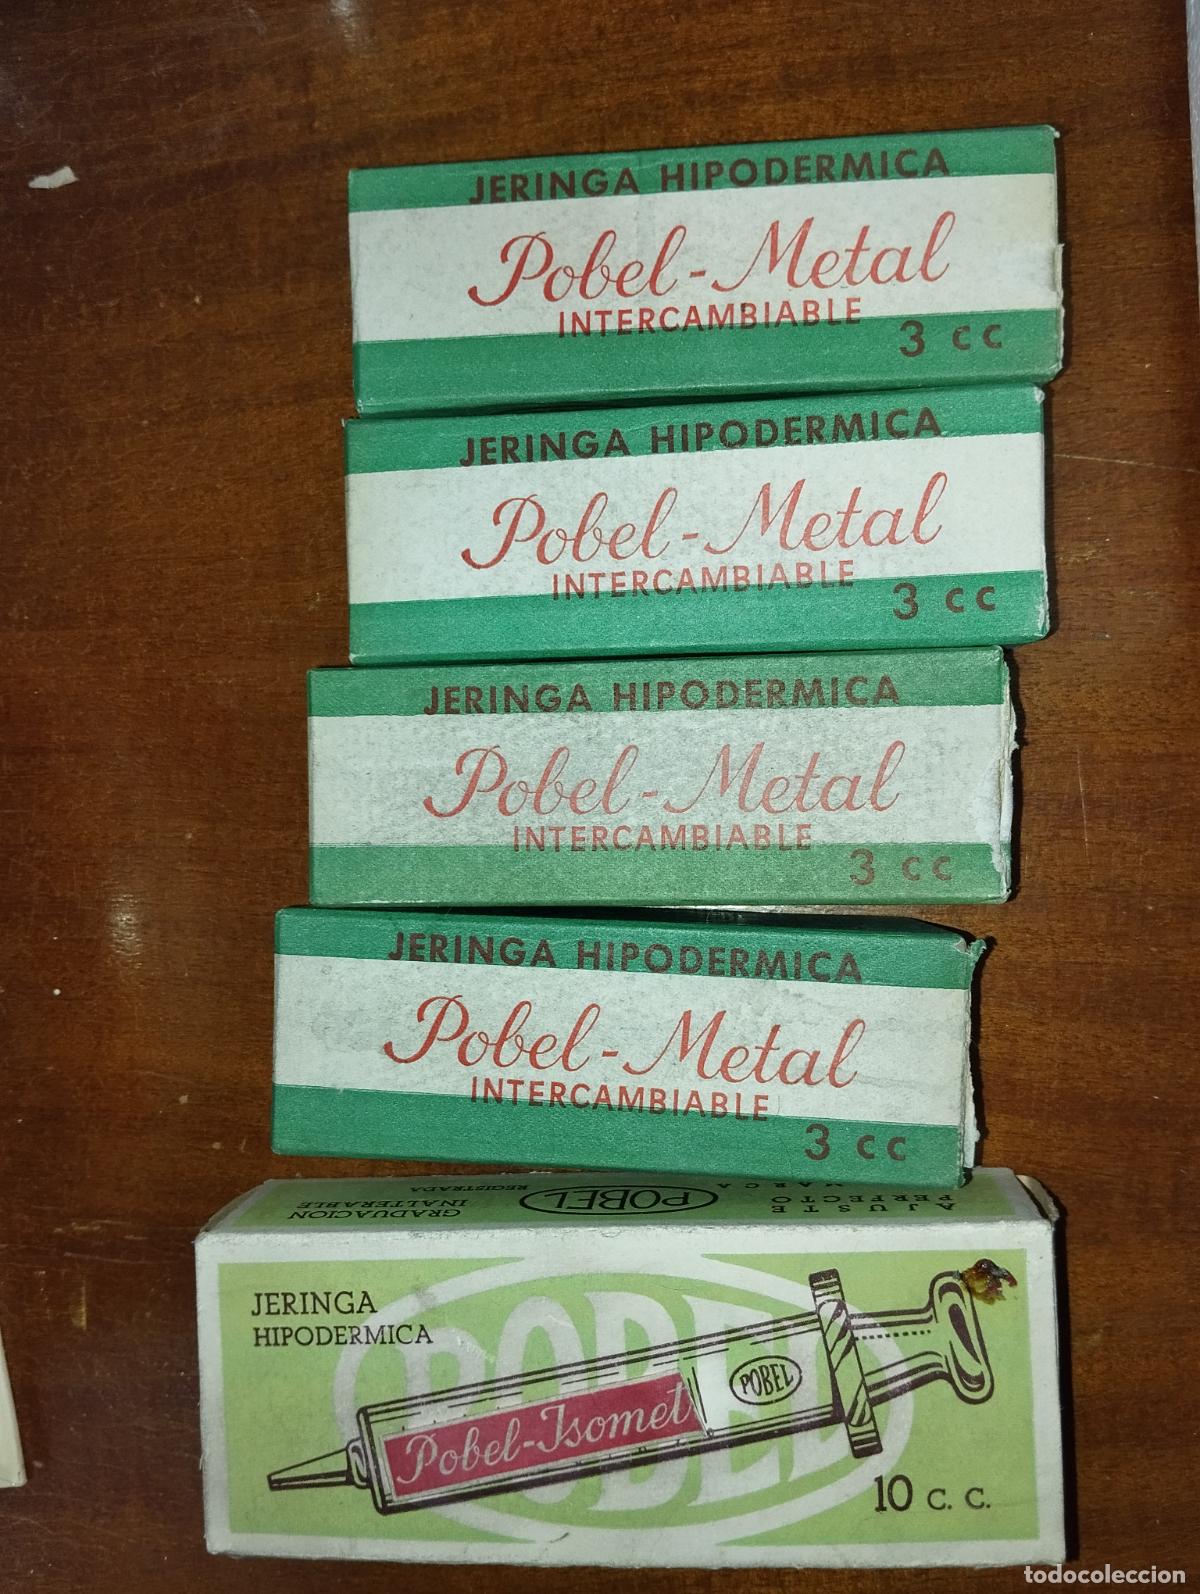 JERINGA HIPODERMICA
Pobel-Metal
INTERCAMBIABLE
3 cc
JERINGA HIPODERMICA
Pobel-Metal
INTERCAMBIABLE
3 cc
JERINGA HIPODERMICA
Pobel-Metal
INTERCAMBIABLE
3 cc
JERINGA HIPODERMICA
Pobel-Metal
INTERCAMBIABLE
3 cc
AJUSTE
PERFECTO
MARCA
POBEL
REGISTRADA
GRADUACION
INALTERABLE
POBEL
JERINGA
HIPODERMICA
POBEL
Pobel-Isomet
10 C. C.
todocoleccion